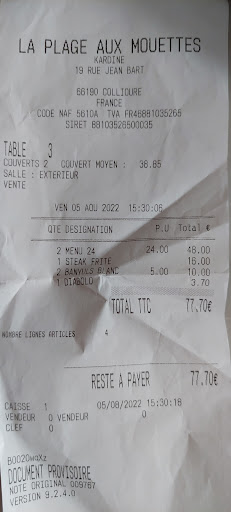 LA PLAGE AUX MOUETTES
KARDINE
19 RUE JEAN BART
66190 COLLIOURE
FRANCE
CODE NAF 5610A TVA FR48881035265
SIRET 88103526500035
TABLE 3
COUVERTS 2 COUVERT MOYEN : 38.85
SALLE : EXTERIEUR
VENTE
VEN 05 AOU 2022 15:30:06
QTE DESIGNATION P.U Total €
2 MENU 24 24.00 48.00
1 STEAK FRITE 16.00
2 BANYULS BLANC 5.00 10.00
1 DIABOLO 3.70
TOTAL TTC 77.70€
NOMBRE LIGNES ARTICLES 4
RESTE A PAYER 77.70€
CAISSE 1 05/08/2022 15:30:16
VENDEUR 0 VENDEUR 0
CLEF 0
DOCUMENT PROVISOIRE
NOTE ORIGINAL 009767
VERSION 9.2.4.0